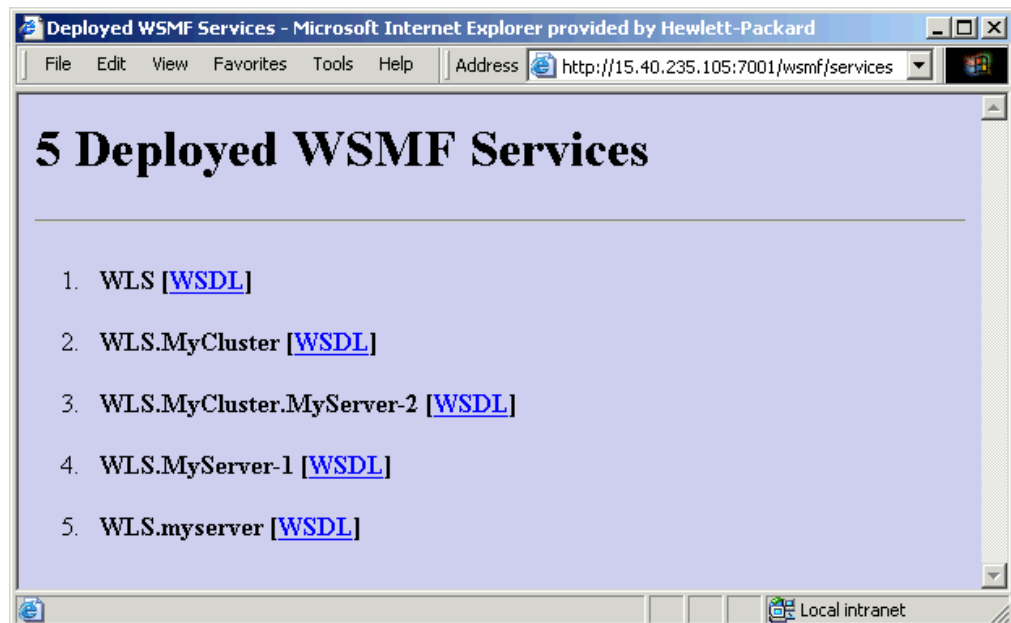 Deployed WSMF Services - Microsoft Internet Explorer provided by Hewlett-Packard
File Edit View Favorites Tools Help Address http://15.40.235.105:7001/wsmf/services
5 Deployed WSMF Services
1. WLS [WSDL]
2. WLS.MyCluster [WSDL]
3. WLS.MyCluster.MyServer-2 [WSDL]
4. WLS.MyServer-1 [WSDL]
5. WLS.myserver [WSDL]
Local intranet